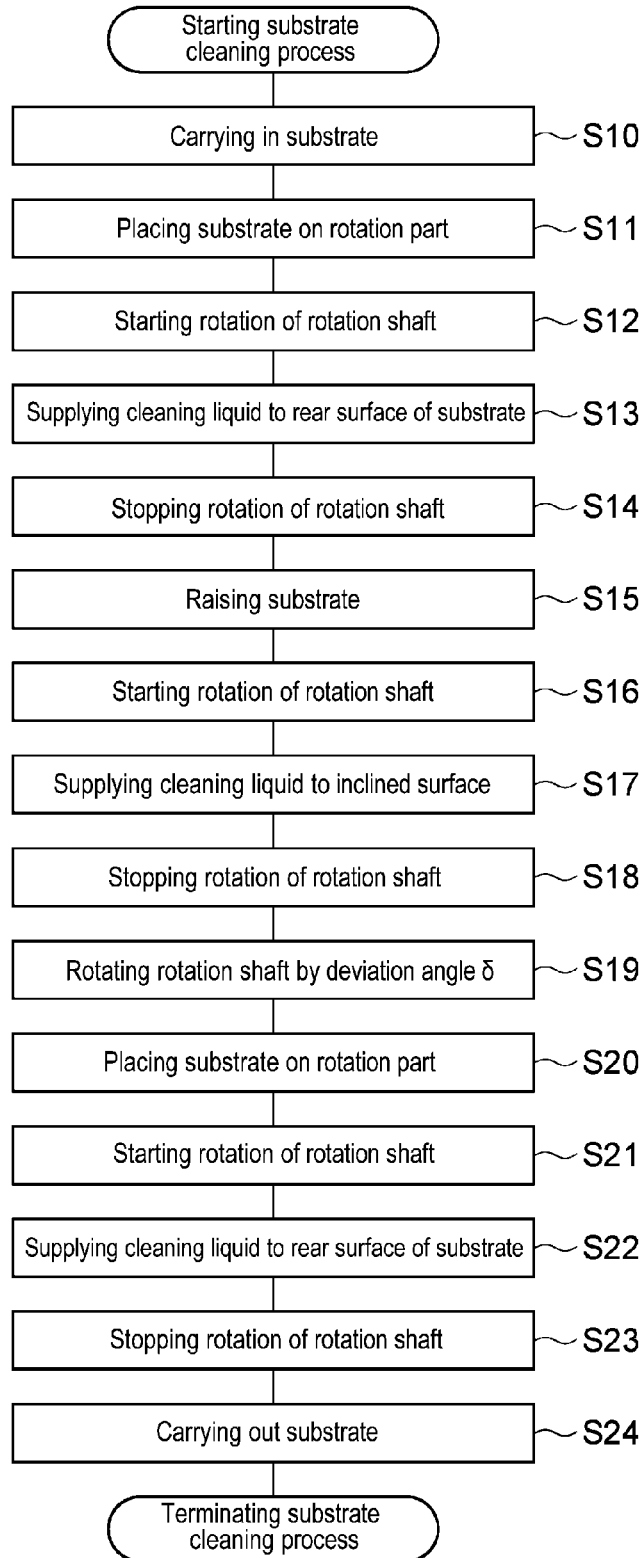 Starting substrate
cleaning process
Carrying in substrate
S10
Placing substrate on rotation part
S11
Starting rotation of rotation shaft
S12
Supplying cleaning liquid to rear surface of substrate
S13
Stopping rotation of rotation shaft
S14
Raising substrate
S15
Starting rotation of rotation shaft
S16
Supplying cleaning liquid to inclined surface
S17
Stopping rotation of rotation shaft
S18
Rotating rotation shaft by deviation angle δ
S19
Placing substrate on rotation part
S20
Starting rotation of rotation shaft
S21
Supplying cleaning liquid to rear surface of substrate
S22
Stopping rotation of rotation shaft
S23
Carrying out substrate
S24
Terminating substrate
cleaning process